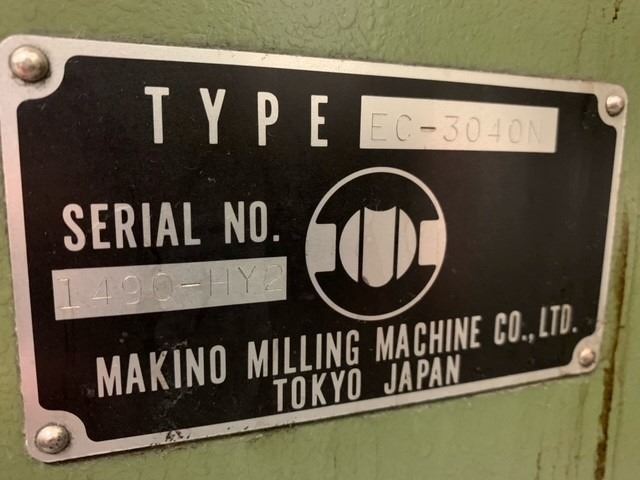 TYPE EC-3040N
SERIAL NO.
1490-HY2
MAKINO MILLING MACHINE CO., LTD.
TOKYO JAPAN